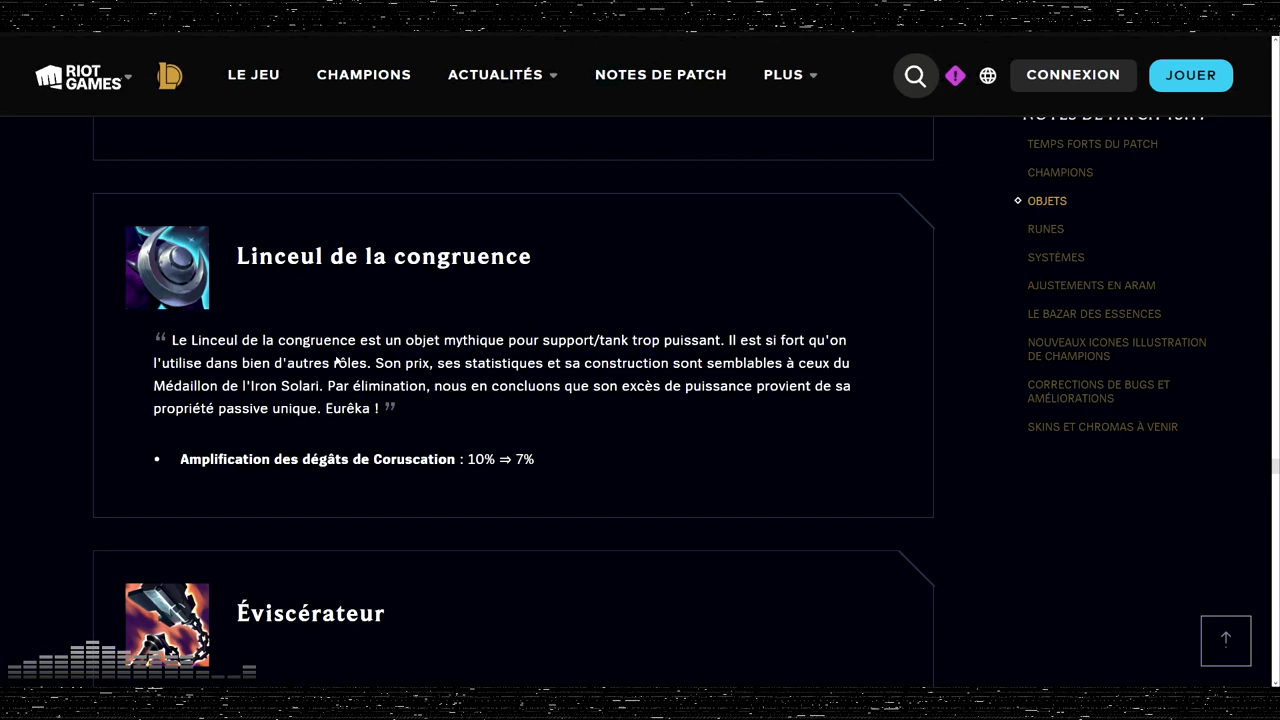 RIOT GAMES
LE JEU
CHAMPIONS
ACTUALITÉS
NOTES DE PATCH
PLUS
CONNEXION
JOUER
Linceul de la congruence
“ Le Linceul de la congruence est un objet mythique pour support/tank trop puissant. Il est si fort qu'on
l'utilise dans bien d'autres rôles. Son prix, ses statistiques et sa construction sont semblables à ceux du
Médaillon de l'Iron Solari. Par élimination, nous en concluons que son excès de puissance provient de sa
propriété passive unique. Eurêka ! ”
• Amplification des dégâts de Coruscation : 10% ⇒ 7%
Éviscérateur
NOTES DE PATCH
TEMPS FORTS DU PATCH
CHAMPIONS
OBJETS
RUNES
SYSTÈMES
AJUSTEMENTS EN ARAM
LE BAZAR DES ESSENCES
NOUVEAUX ICONES ILLUSTRATION
DE CHAMPIONS
CORRECTIONS DE BUGS ET
AMÉLIORATIONS
SKINS ET CHROMAS À VENIR